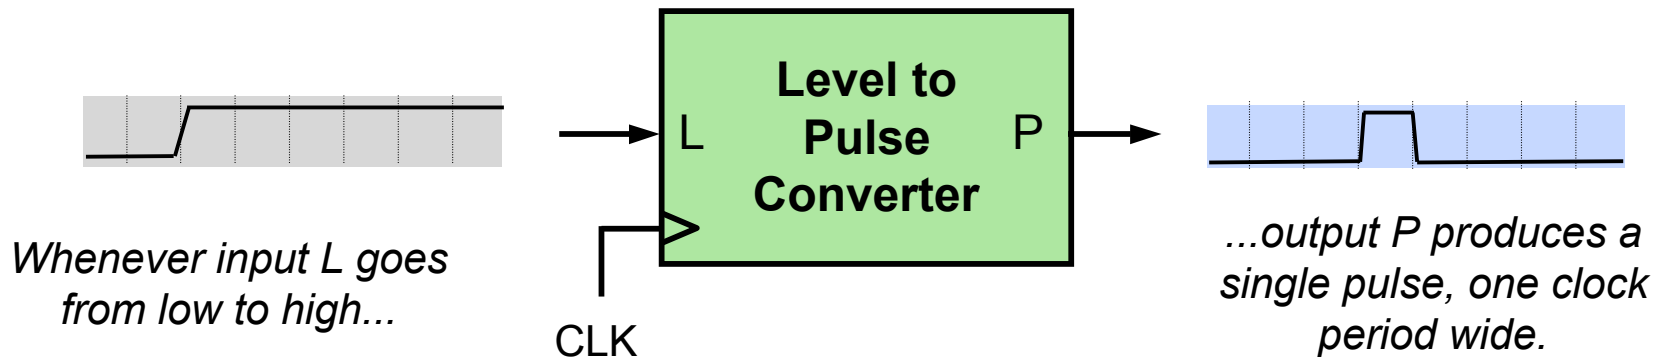 Whenever input L goes
from low to high...
L
CLK
Level to
Pulse
Converter
P
...output P produces a
single pulse, one clock
period wide.